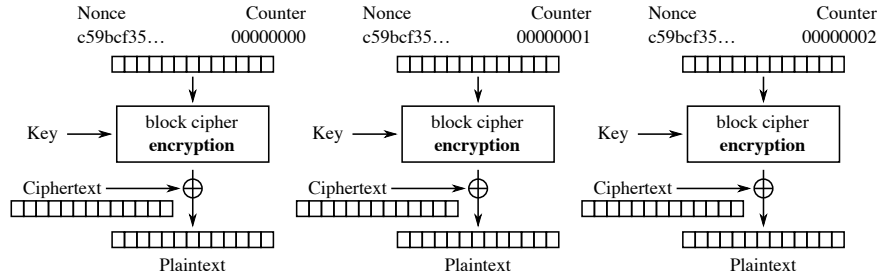 Nonce Counter Nonce Counter Nonce Counter
c59bcf35… 00000000 c59bcf35… 00000001 c59bcf35… 00000002
block cipher block cipher block cipher
Key encryption Key encryption Key encryption
Ciphertext Ciphertext Ciphertext
Plaintext Plaintext Plaintext